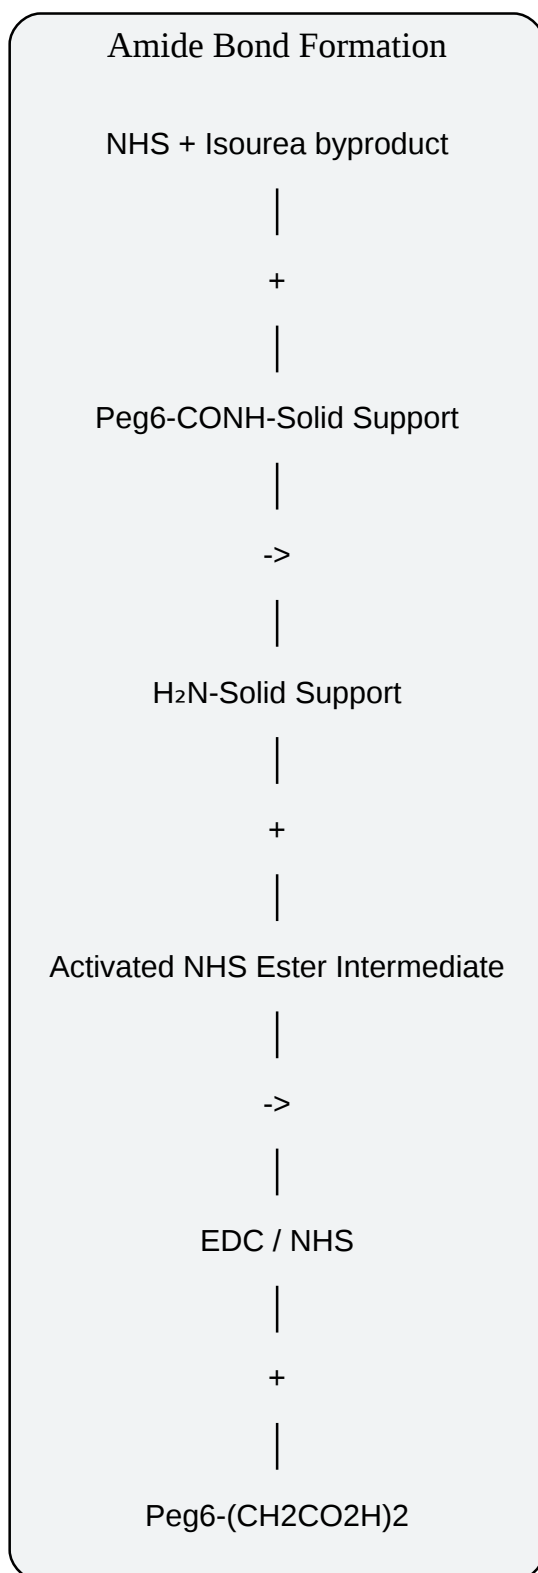 Amide Bond Formation
NHS + Isourea byproduct
+
Peg6-CONH-Solid Support
->
H₂N-Solid Support
+
Activated NHS Ester Intermediate
->
EDC / NHS
+
Peg6-(CH2CO2H)2